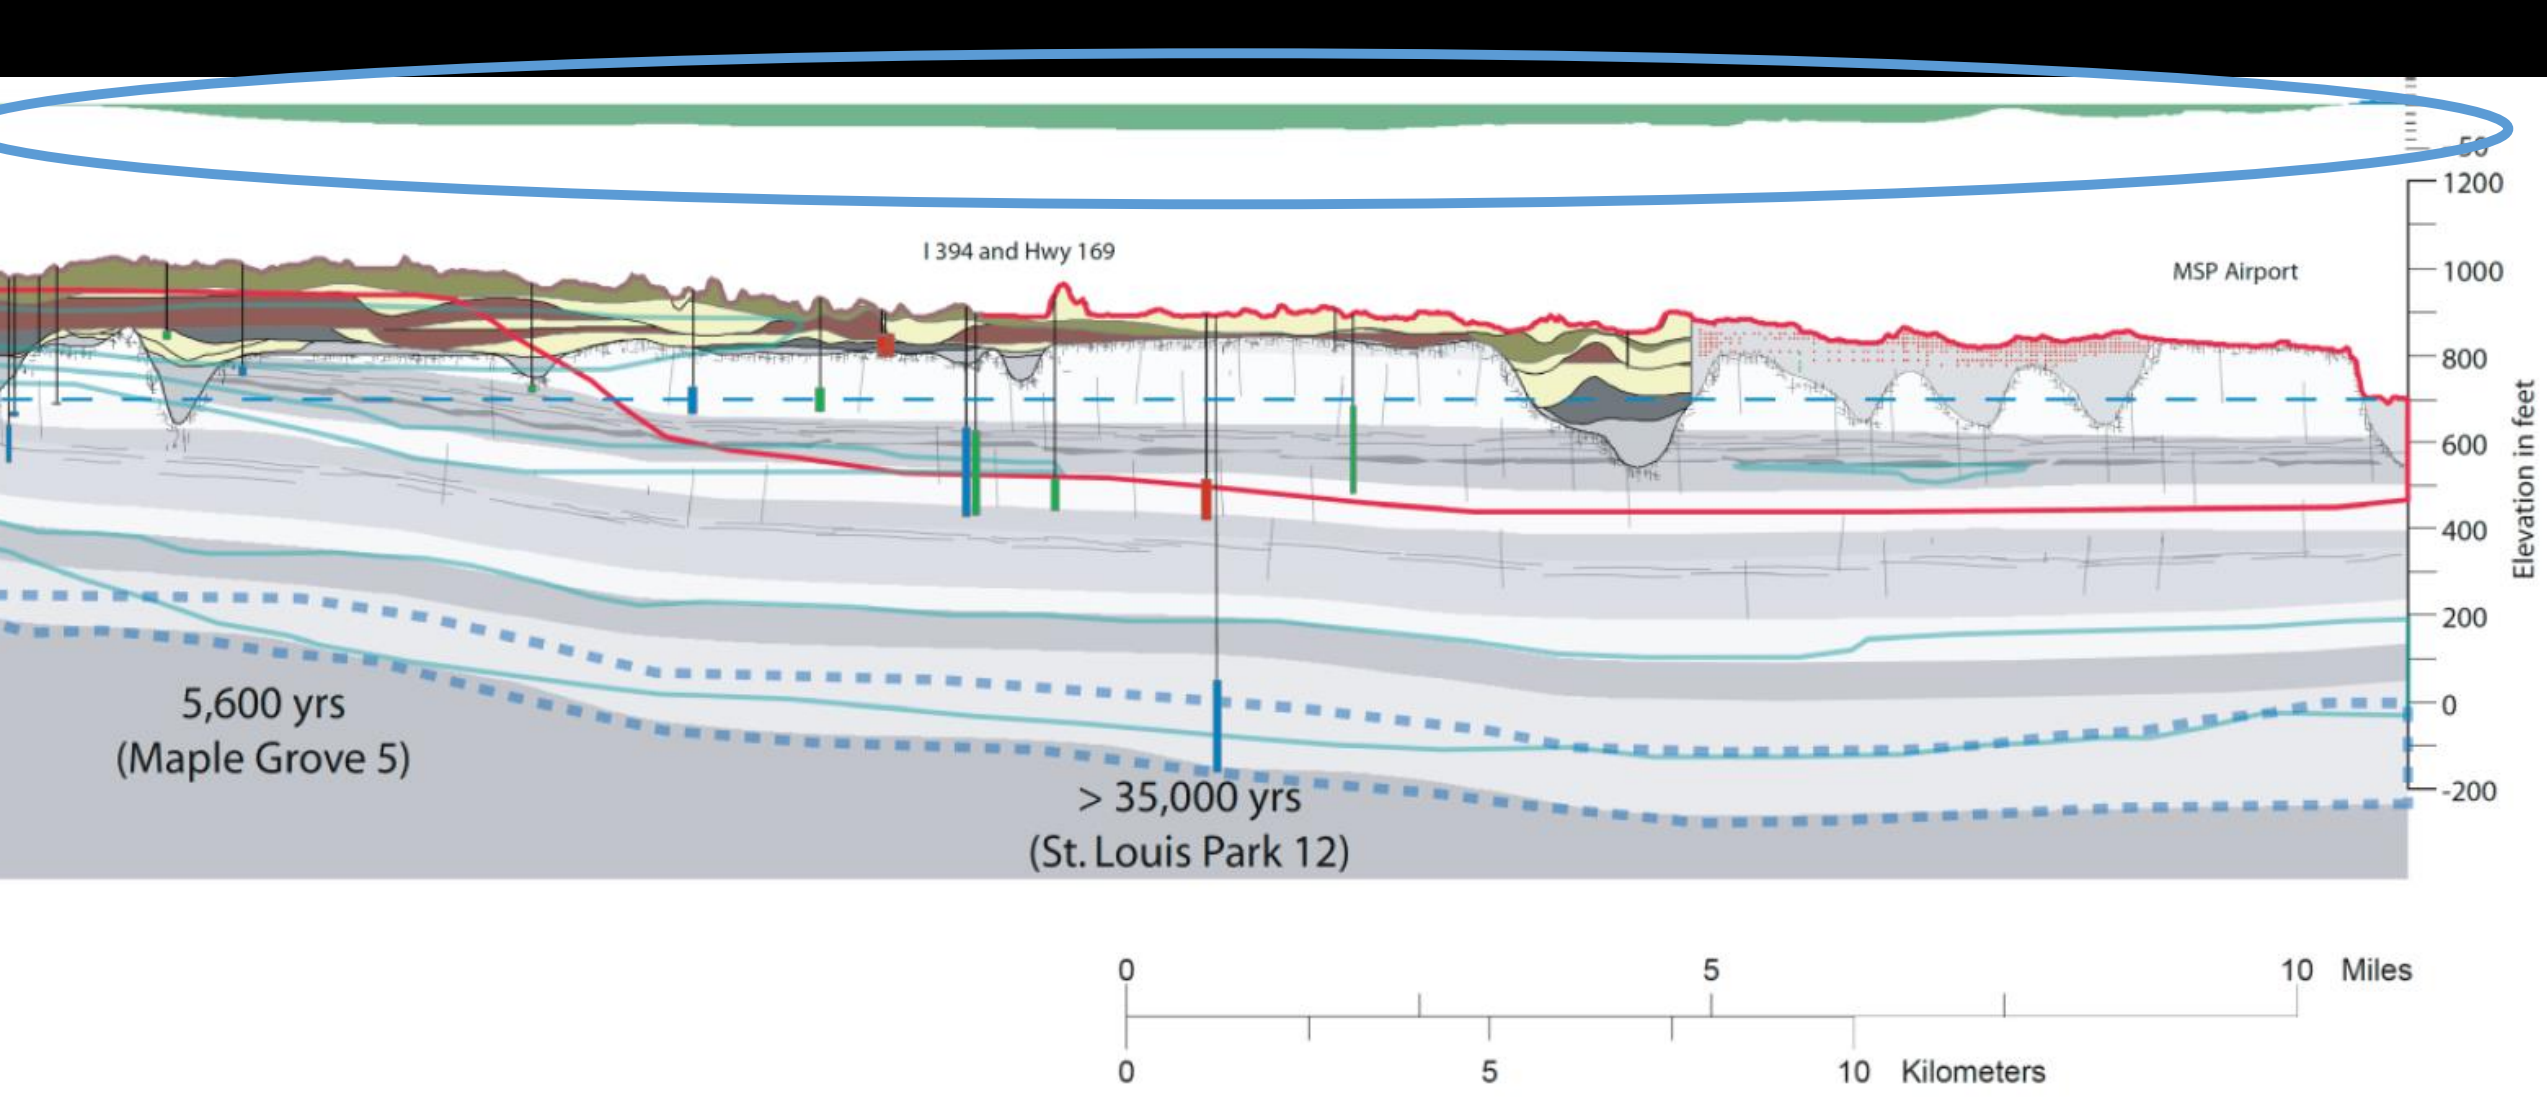 -50
1200
I 394 and Hwy 169
MSP Airport
1000
800
600
400
200
0
-200
Elevation in feet
5,600 yrs
(Maple Grove 5)
> 35,000 yrs
(St. Louis Park 12)
0 5 10 Miles
0 5 10 Kilometers